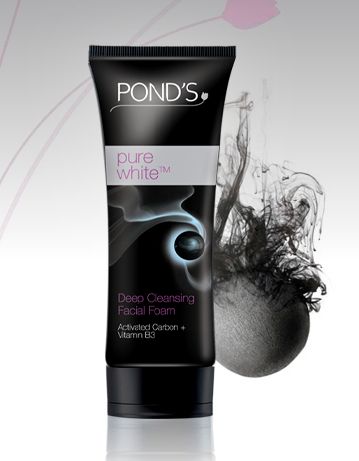 POND'S
pure
white™
Deep Cleansing
Facial Foam
Activated Carbon +
Vitamin B3